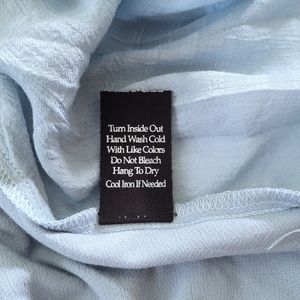 Turn Inside Out
Hand Wash Cold
With Like Colors
Do Not Bleach
Hang To Dry
Cool Iron If Needed